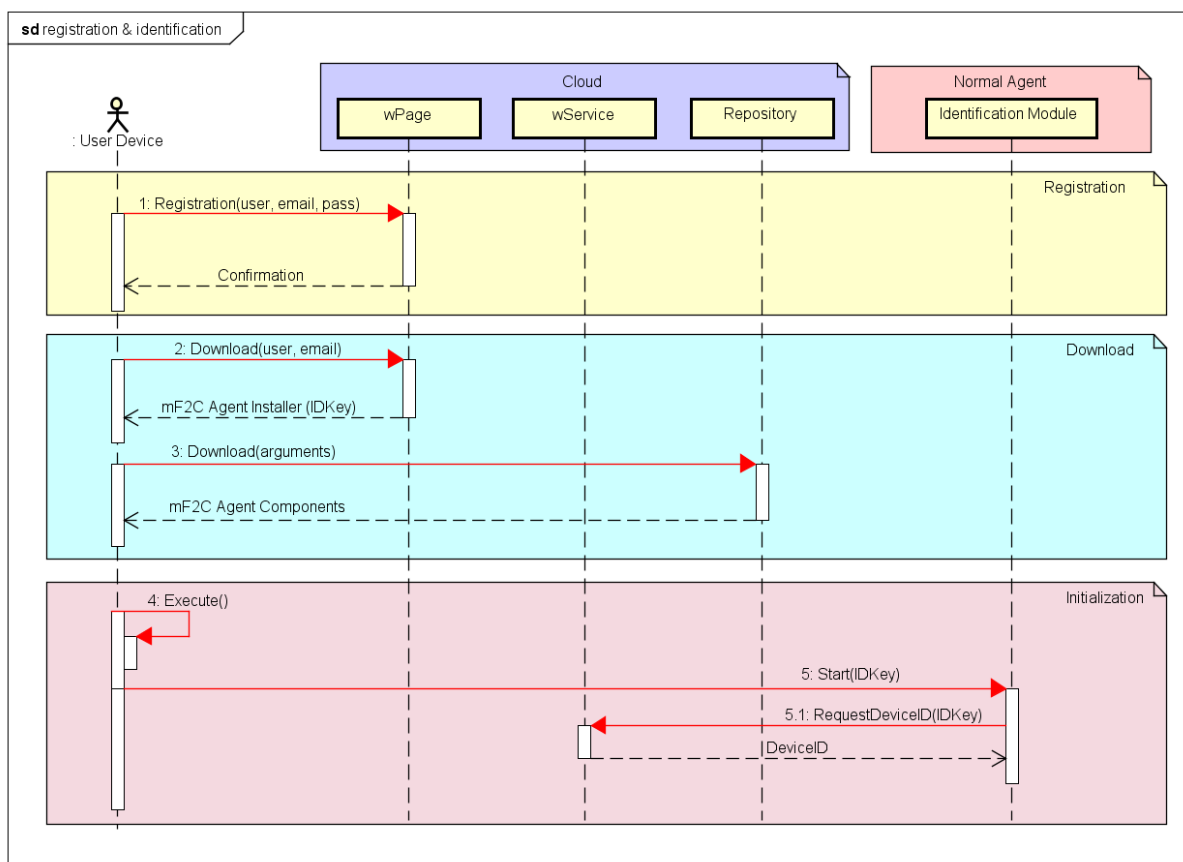 sd registration & identification
Cloud
Normal Agent
wPage
wService
Repository
Identification Module
: User Device
Registration
1: Registration(user, email, pass)
Confirmation
Download
2: Download(user, email)
mF2C Agent Installer (IDKey)
3: Download(arguments)
mF2C Agent Components
Initialization
4: Execute()
5: Start(IDKey)
5.1: RequestDeviceID(IDKey)
DeviceID